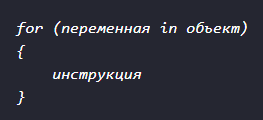 for (переменная in объект)
{
    инструкция
}